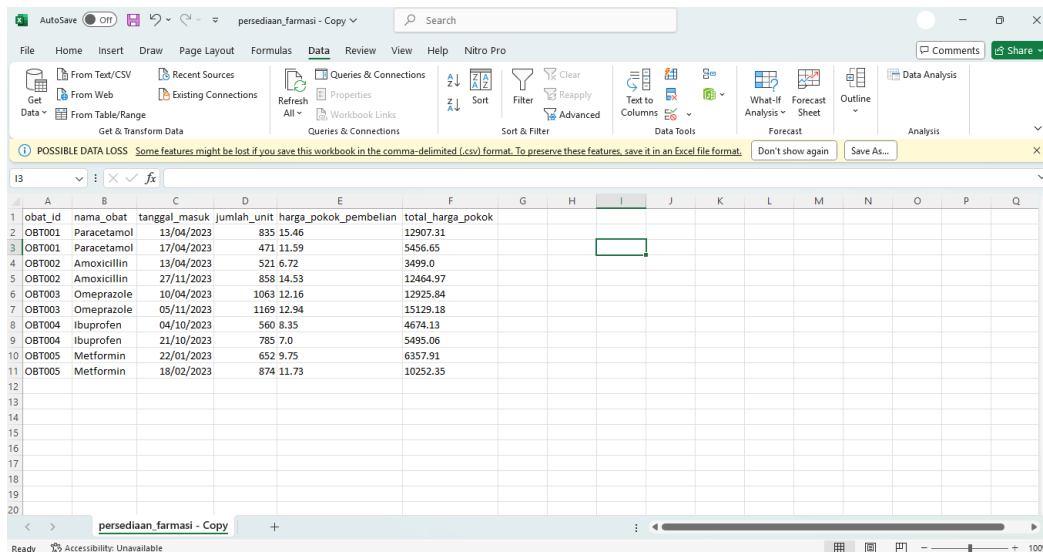 AutoSave Off persediaan_farmasi - Copy Search
File Home Insert Draw Page Layout Formulas Data Review View Help Nitro Pro Comments Share
Get Data
From Text/CSV
From Web
From Table/Range
Recent Sources
Existing Connections
Get & Transform Data
Refresh All
Queries & Connections
Properties
Workbook Links
Queries & Connections
Sort
Filter
Clear
Reapply
Advanced
Sort & Filter
Text to Columns
Data Tools
What-If Analysis
Forecast Sheet
Forecast
Outline
Data Analysis
Analysis
POSSIBLE DATA LOSS Some features might be lost if you save this workbook in the comma-delimited (.csv) format. To preserve these features, save it in an Excel file format. Don't show again Save As...
I3 fx
A B C D E F G H I J K L M N O P Q
1 obat_id nama_obat tanggal_masuk jumlah_unit harga_pokok_pembelian total_harga_pokok
2 OBT001 Paracetamol 13/04/2023 835 15.46 12907.31
3 OBT001 Paracetamol 17/04/2023 471 11.59 5456.65
4 OBT002 Amoxicillin 13/04/2023 521 6.72 3499.0
5 OBT002 Amoxicillin 27/11/2023 858 14.53 12464.97
6 OBT003 Omeprazole 10/04/2023 1063 12.16 12925.84
7 OBT003 Omeprazole 05/11/2023 1169 12.94 15129.18
8 OBT004 Ibuprofen 04/10/2023 560 8.35 4674.13
9 OBT004 Ibuprofen 21/10/2023 785 7.0 5495.06
10 OBT005 Metformin 22/01/2023 652 9.75 6357.91
11 OBT005 Metformin 18/02/2023 874 11.73 10252.35
12
13
14
15
16
17
18
19
20
persediaan_farmasi - Copy
Ready Accessibility: Unavailable